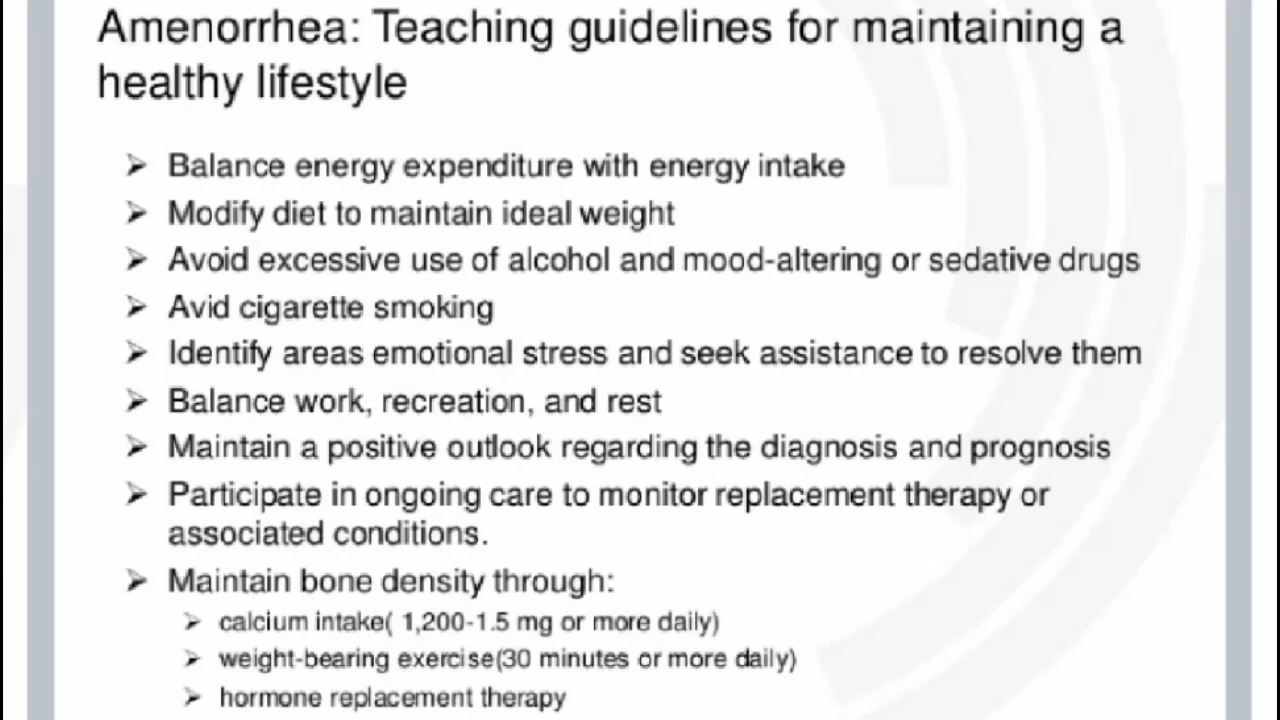 Amenorrhea: Teaching guidelines for maintaining a
healthy lifestyle
➢ Balance energy expenditure with energy intake
➢ Modify diet to maintain ideal weight
➢ Avoid excessive use of alcohol and mood-altering or sedative drugs
➢ Avid cigarette smoking
➢ Identify areas emotional stress and seek assistance to resolve them
➢ Balance work, recreation, and rest
➢ Maintain a positive outlook regarding the diagnosis and prognosis
➢ Participate in ongoing care to monitor replacement therapy or
associated conditions.
➢ Maintain bone density through:
➢ calcium intake( 1,200-1.5 mg or more daily)
➢ weight-bearing exercise(30 minutes or more daily)
➢ hormone replacement therapy